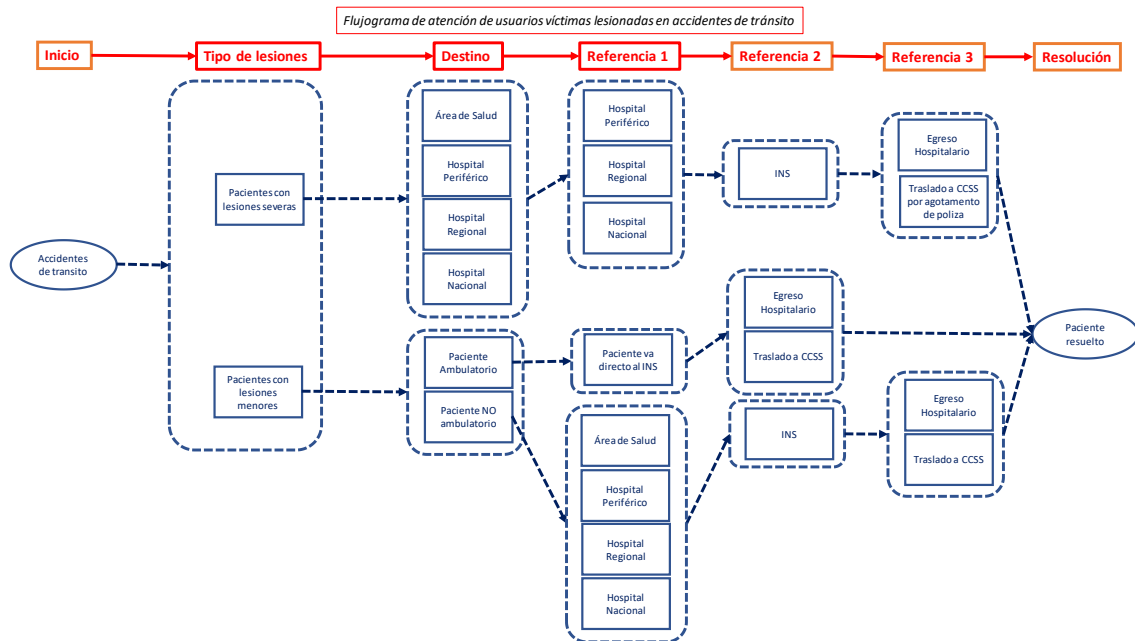 Flujograma de atención de usuarios víctimas lesionadas en accidentes de tránsito
Inicio
Tipo de lesiones
Destino
Referencia 1
Referencia 2
Referencia 3
Resolución
Accidentes
de transito
Pacientes con
lesiones severas
Pacientes con
lesiones
menores
Área de Salud
Hospital
Periférico
Hospital
Regional
Hospital
Nacional
Paciente
Ambulatorio
Paciente NO
ambulatorio
Hospital
Periférico
Hospital
Regional
Hospital
Nacional
Paciente va
directo al INS
Área de Salud
Hospital
Periférico
Hospital
Regional
Hospital
Nacional
INS
Egreso
Hospitalario
Traslado a CCSS
INS
Egreso
Hospitalario
Traslado a CCSS
por agotamento
de poliza
Egreso
Hospitalario
Traslado a CCSS
Paciente
resuelto